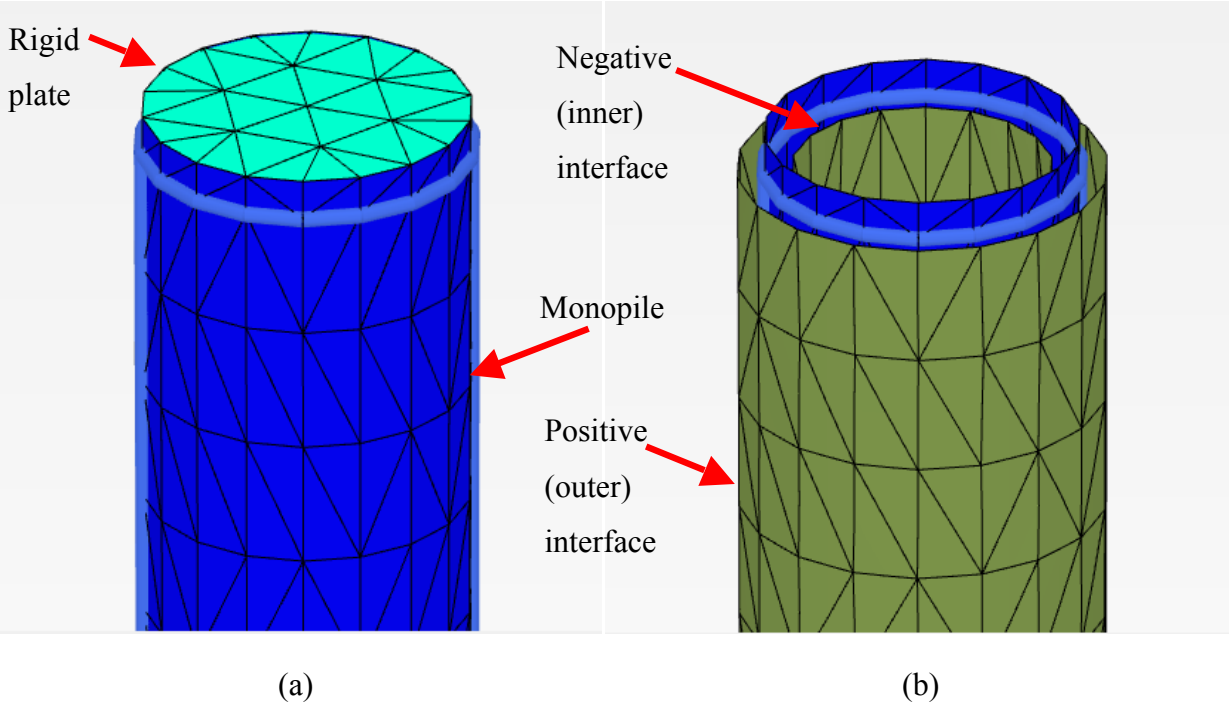 Rigid
plate
Monopile
(a)
Negative
(inner)
interface
Positive
(outer)
interface
(b)